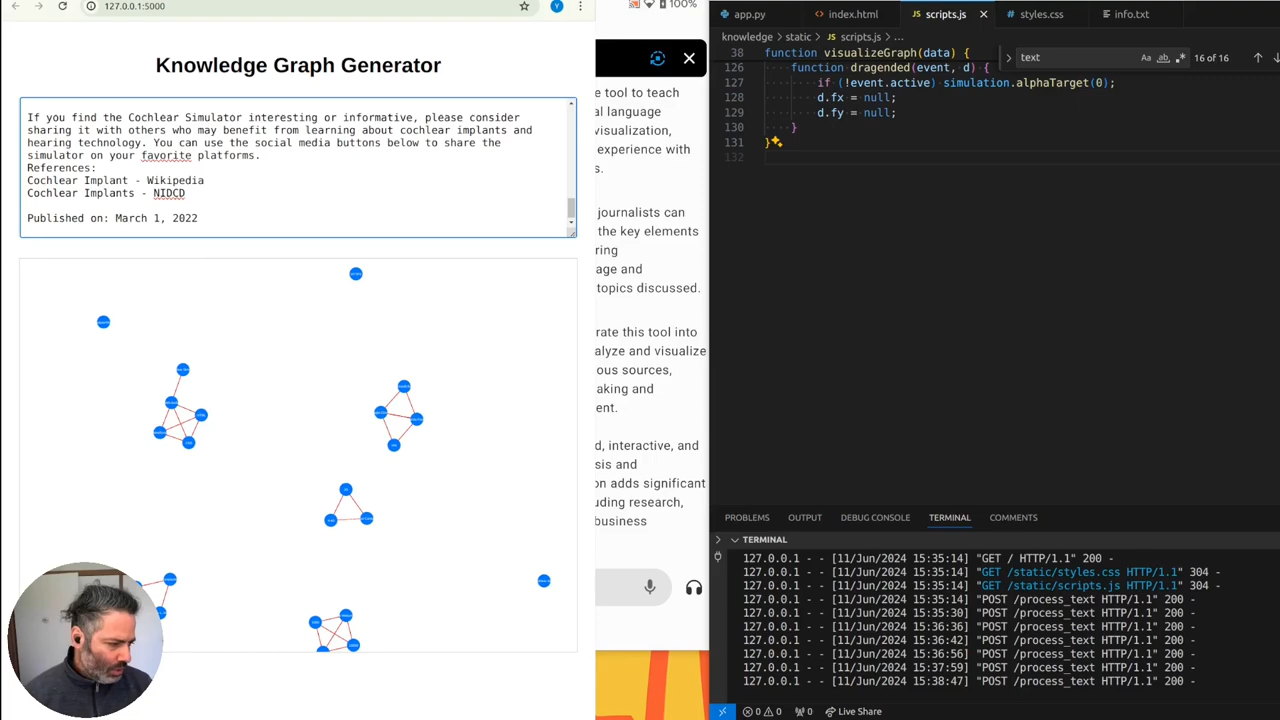 127.0.0.1:5000
Y
100%
Knowledge Graph Generator
If you find the Cochlear Simulator interesting or informative, please consider
sharing it with others who may benefit from learning about cochlear implants and
hearing technology. You can use the social media buttons below to share the
simulator on your favorite platforms.
References:
Cochlear Implant - Wikipedia
Cochlear Implants - NIDCD
Published on: March 1, 2022
e tool to teach
al language
visualization,
experience with
s.
journalists can
the key elements
ring
age and
topics discussed.
rate this tool into
alyze and visualize
ous sources,
aking and
ent.
d, interactive, and
sis and
on adds significant
luding research,
business
app.py
index.html
scripts.js
styles.css
info.txt
knowledge > static > scripts.js > ...
text
Aa
ab
16 of 16
38 function visualizeGraph(data) {
126 function dragended(event, d) {
127 if (!event.active) simulation.alphaTarget(0);
128 d.fx = null;
129 d.fy = null;
130 }
131 }
132
PROBLEMS OUTPUT DEBUG CONSOLE TERMINAL COMMENTS
TERMINAL
127.0.0.1 - - [11/Jun/2024 15:35:14] "GET / HTTP/1.1" 200 -
127.0.0.1 - - [11/Jun/2024 15:35:14] "GET /static/styles.css HTTP/1.1" 304 -
127.0.0.1 - - [11/Jun/2024 15:35:14] "GET /static/scripts.js HTTP/1.1" 304 -
127.0.0.1 - - [11/Jun/2024 15:35:14] "POST /process_text HTTP/1.1" 200 -
127.0.0.1 - - [11/Jun/2024 15:35:30] "POST /process_text HTTP/1.1" 200 -
127.0.0.1 - - [11/Jun/2024 15:36:36] "POST /process_text HTTP/1.1" 200 -
127.0.0.1 - - [11/Jun/2024 15:36:42] "POST /process_text HTTP/1.1" 200 -
127.0.0.1 - - [11/Jun/2024 15:36:56] "POST /process_text HTTP/1.1" 200 -
127.0.0.1 - - [11/Jun/2024 15:37:59] "POST /process_text HTTP/1.1" 200 -
127.0.0.1 - - [11/Jun/2024 15:38:47] "POST /process_text HTTP/1.1" 200 -
0 0 0 Live Share